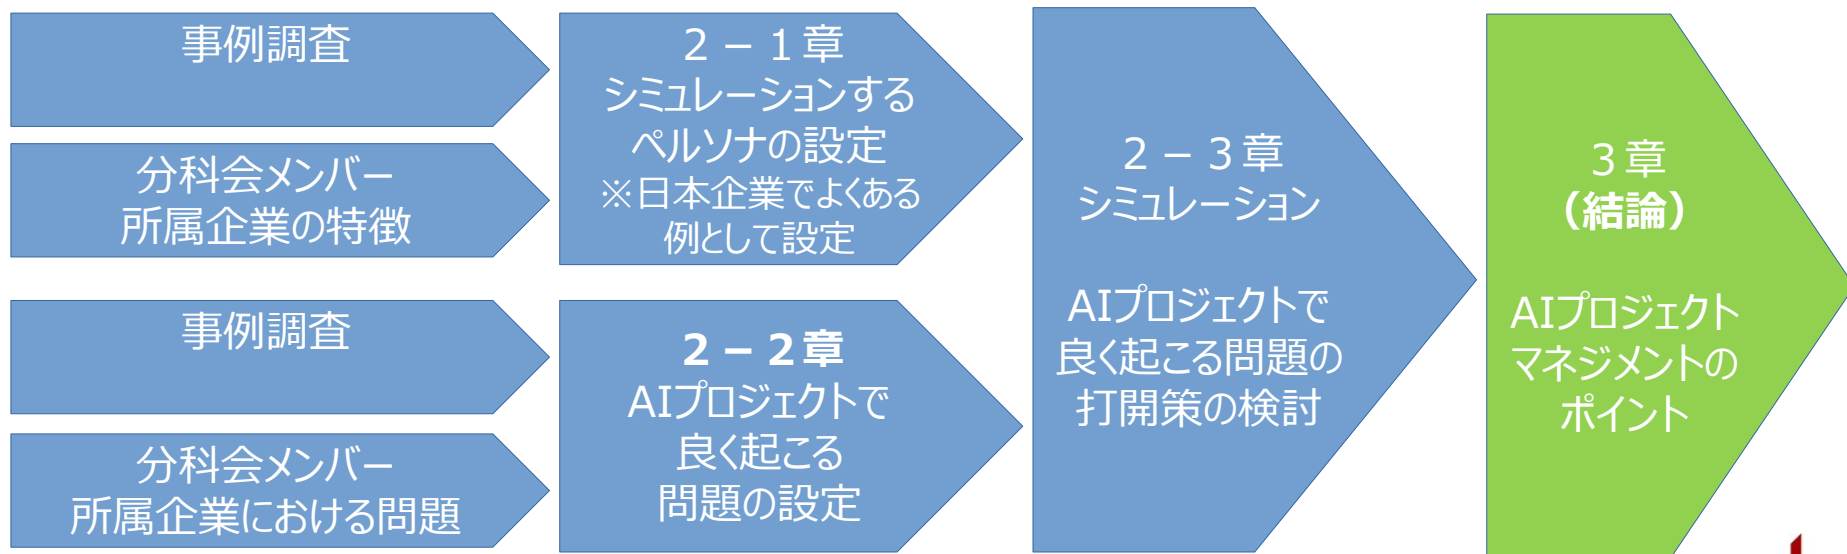 事例調査
分科会メンバー
所属企業の特徴
２－１章
シミュレーションする
ペルソナの設定
※日本企業でよくある
例として設定
事例調査
分科会メンバー
所属企業における問題
２－２章
AIプロジェクトで
良く起こる
問題の設定
２－３章
シミュレーション
AIプロジェクトで
良く起こる問題の
打開策の検討
３章
（結論）
AIプロジェクト
マネジメントの
ポイント